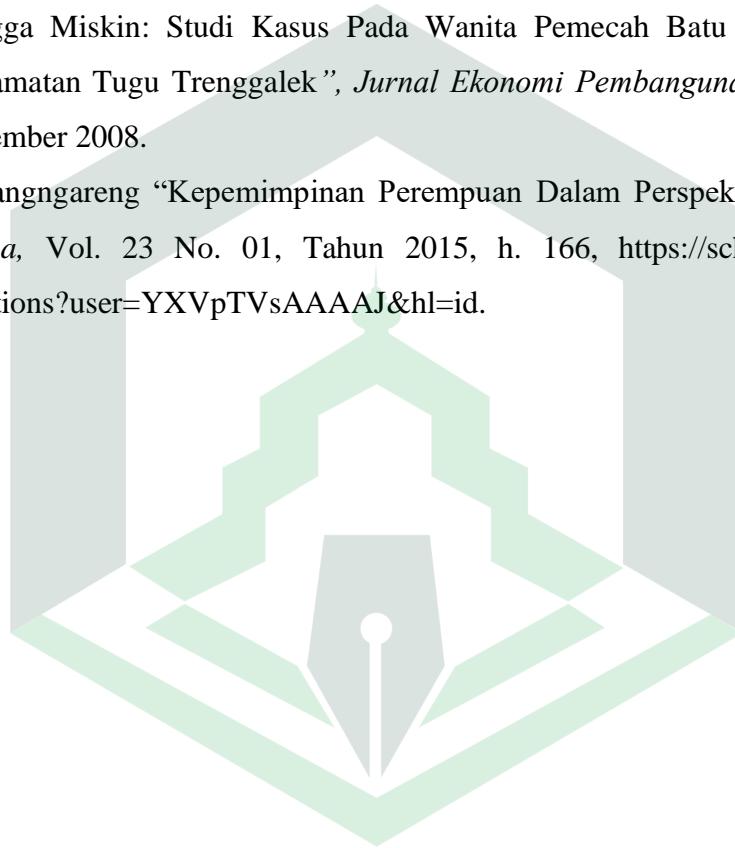 gga Miskin: Studi Kasus Pada Wanita Pemecah Batu
amatan Tugu Trenggalek”, Jurnal Ekonomi Pembanguna
ember 2008.
angngareng “Kepemimpinan Perempuan Dalam Perspek
a, Vol. 23 No. 01, Tahun 2015, h. 166, https://scl
tions?user=YXVpTVsAAAAJ&hl=id.